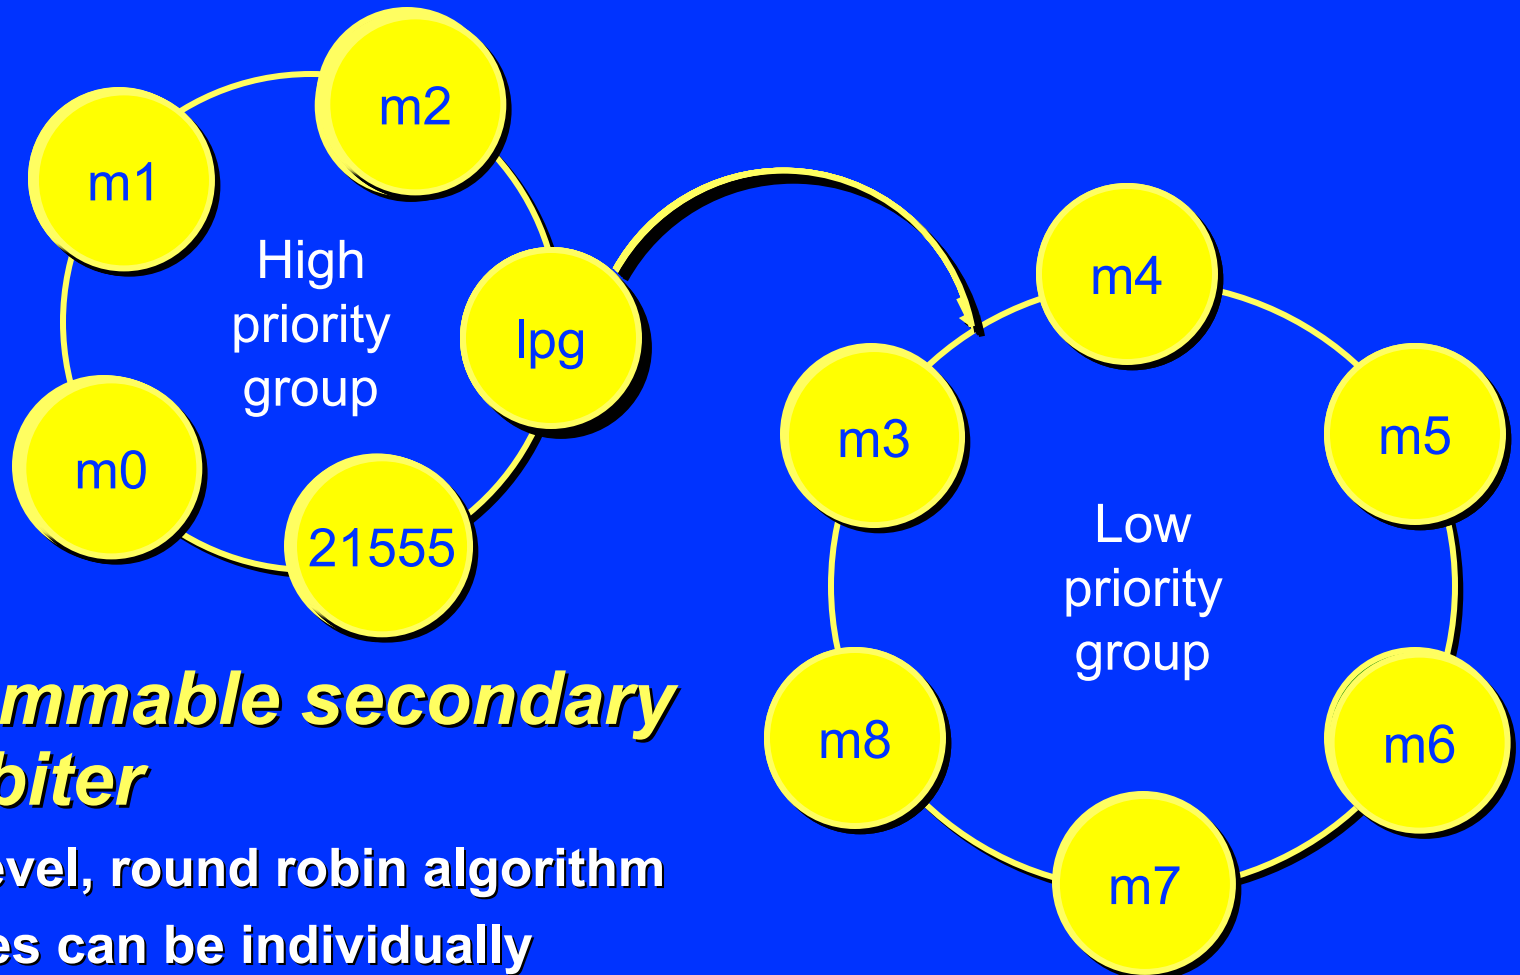 m2
m1
High
priority
group
lpg
m0
21555
m4
m3
m5
Low
priority
group
m8
m6
m7
mmable secondary
biter
evel, round robin algorithm
es can be individually